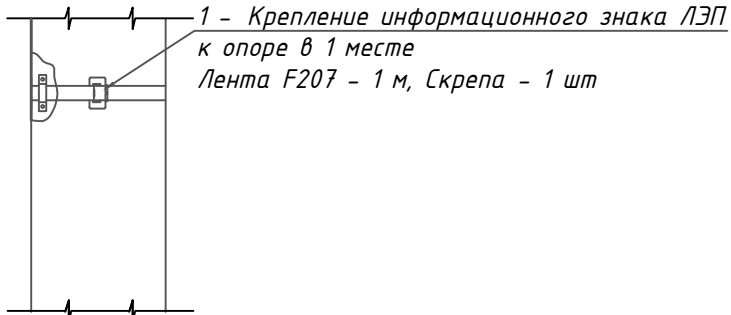 1 - Крепление информационного знака ЛЭП
к опоре в 1 месте
Лента F207 - 1 м, Скрепа - 1 шт